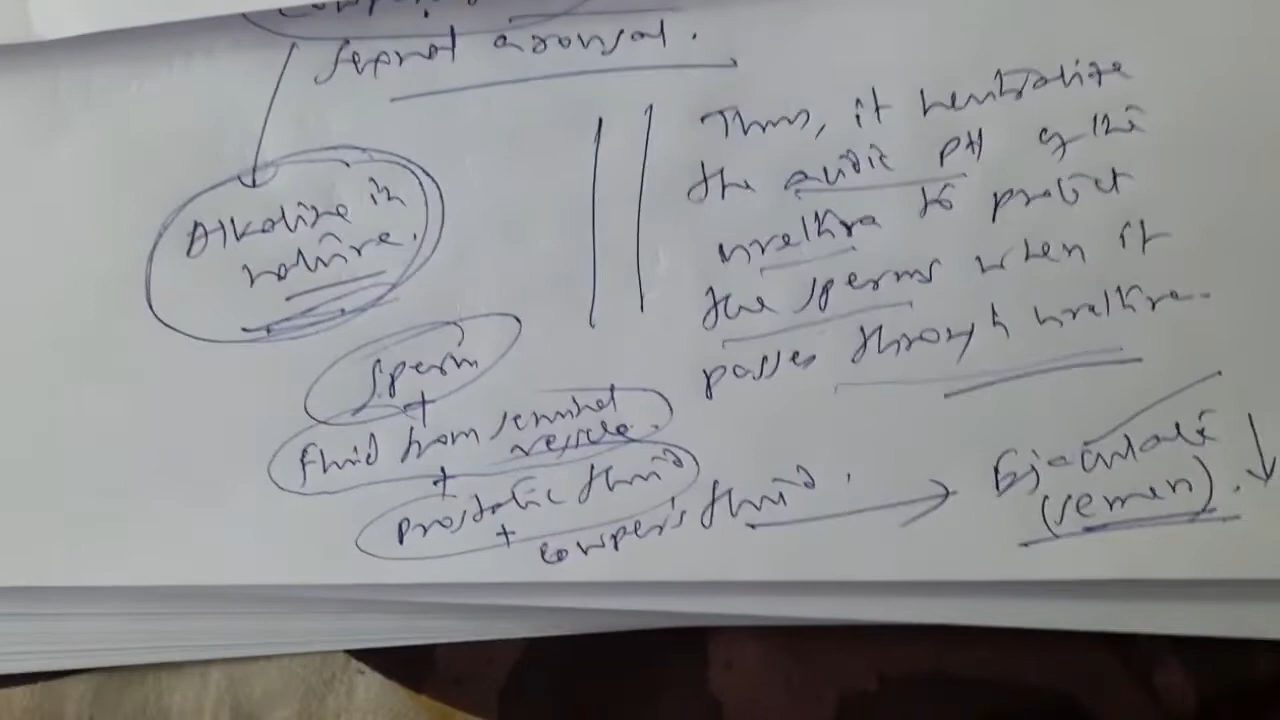 sexual arousal.
Alkaline in
nature.
Thus, it neutralize
the acidic pH of the
urethra to protect
the sperms when it
passes through urethra.
sperm
+
fluid from seminal
vesicle.
+
prostatic fluid
+
cowper's fluid.
Ejaculate
(semen).